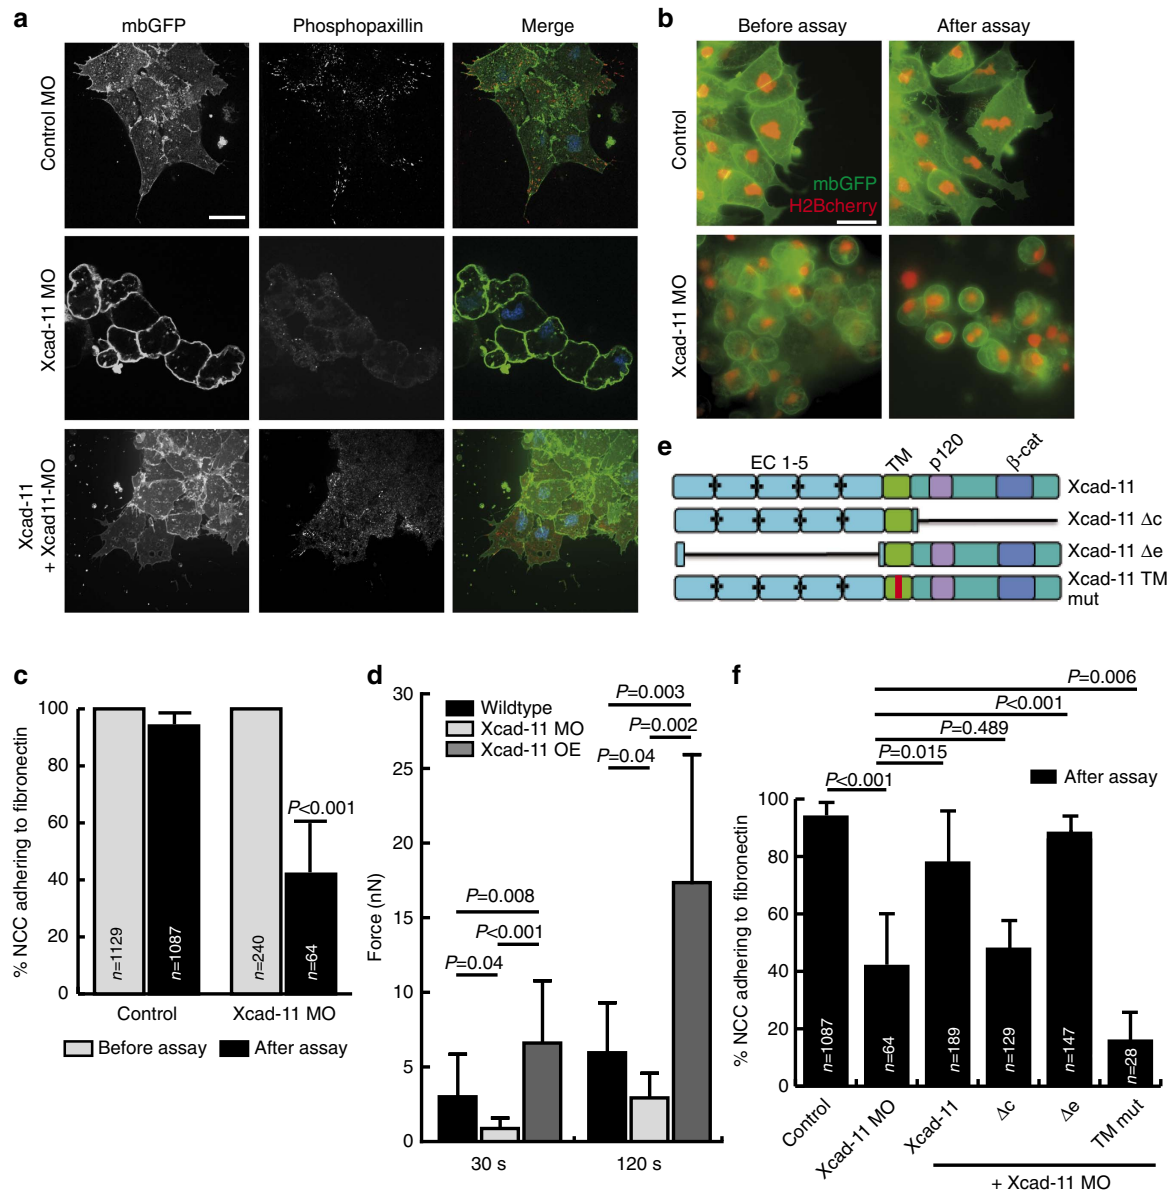 a
mbGFP
Phosphopaxillin
Merge
Control MO
Xcad-11 MO
Xcad-11
+ Xcad11-MO
b
Before assay
After assay
Control
mbGFP
H2Bcherry
Xcad-11 MO
e
EC 1-5
TM
p120
β-cat
Xcad-11
Xcad-11 Δc
Xcad-11 Δe
Xcad-11 TM
mut
c
% NCC adhering to fibronectin
100
80
60
40
20
0
P<0.001
n=1129
n=1087
n=240
n=64
Control
Xcad-11 MO
Before assay
After assay
d
Force (nN)
30
25
20
15
10
5
0
Wildtype
Xcad-11 MO
Xcad-11 OE
P=0.003
P=0.002
P=0.04
P=0.008
P<0.001
P=0.04
30 s
120 s
f
P=0.006
P<0.001
P=0.489
P=0.015
P<0.001
After assay
% NCC adhering to fibronectin
100
80
60
40
20
0
n=1087
n=64
n=189
n=129
n=147
n=28
Control
Xcad-11 MO
Xcad-11
Δc
Δe
TM mut
+ Xcad-11 MO